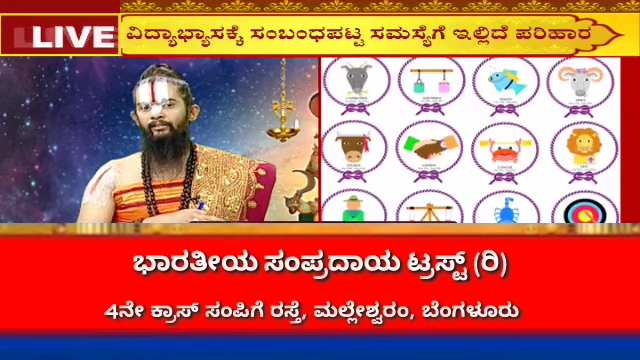 LIVE
ವಿದ್ಯಾಭ್ಯಾಸಕ್ಕೆ ಸಂಬಂಧಪಟ್ಟ ಸಮಸ್ಯೆಗೆ ಇಲ್ಲಿದೆ ಪರಿಹಾರ
ಭಾರತೀಯ ಸಂಪ್ರದಾಯ ಟ್ರಸ್ಟ್ (ರಿ)
4ನೇ ಕ್ರಾಸ್ ಸಂಪಿಗೆ ರಸ್ತೆ, ಮಲ್ಲೇಶ್ವರಂ, ಬೆಂಗಳೂರು